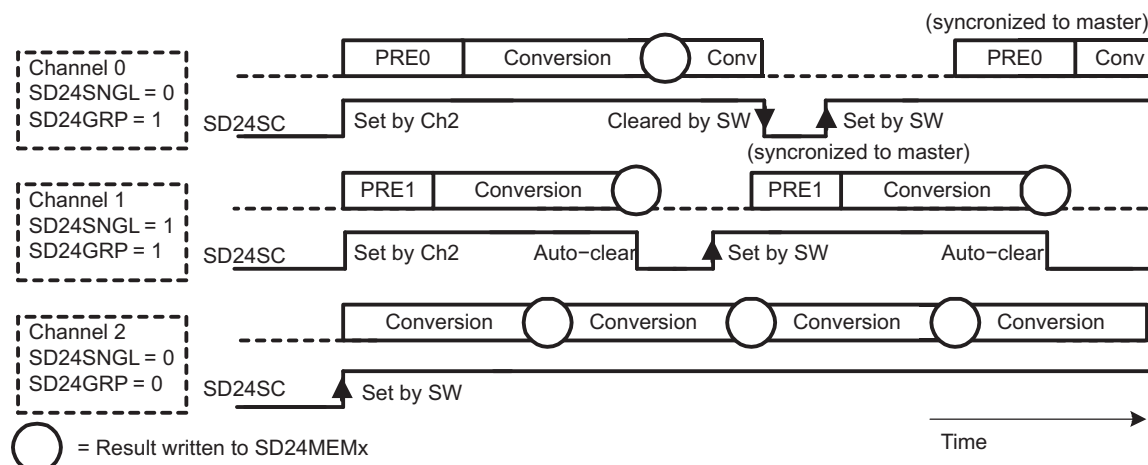 (syncronized to master)
Channel 0
SD24SNGL = 0
SD24GRP = 1
PRE0
Conversion
Conv
PRE0
Conv
SD24SC
Set by Ch2
Cleared by SW
Set by SW
(syncronized to master)
Channel 1
SD24SNGL = 1
SD24GRP = 1
PRE1
Conversion
PRE1
Conversion
SD24SC
Set by Ch2
Auto−clear
Set by SW
Auto−clear
Channel 2
SD24SNGL = 0
SD24GRP = 0
Conversion
Conversion
Conversion
Conversion
SD24SC
Set by SW
= Result written to SD24MEMx
Time